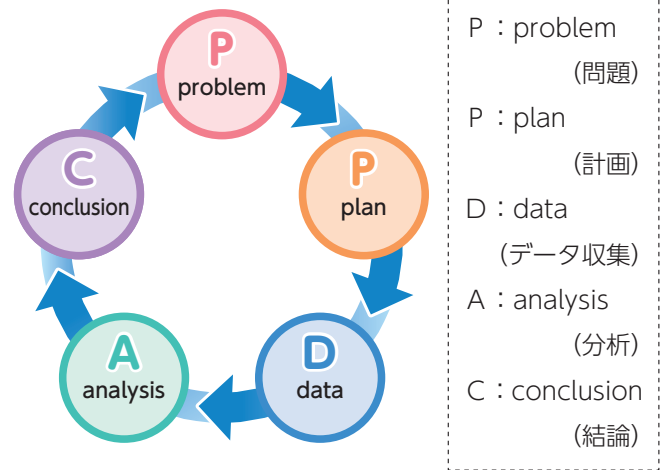 P
problem
P
plan
D
data
A
analysis
C
conclusion
P：problem
（問題）
P：plan
（計画）
D：data
（データ収集）
A：analysis
（分析）
C：conclusion
（結論）